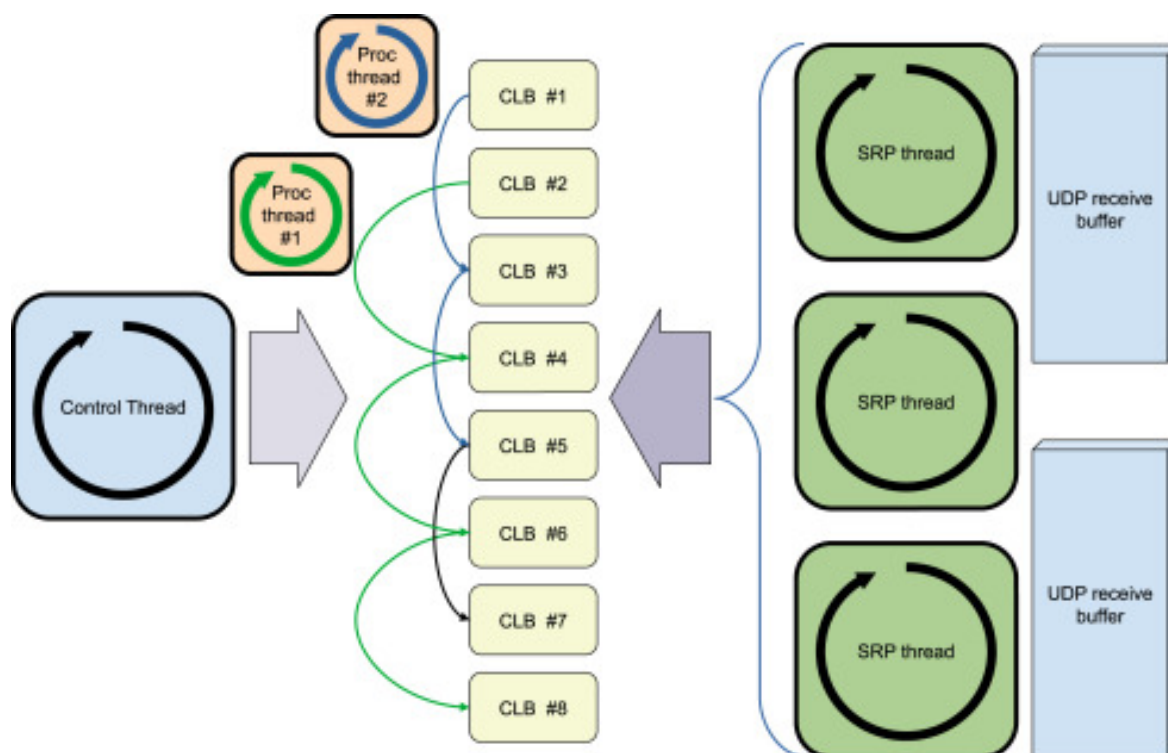 Proc
thread
#2
Proc
thread
#1
Control Thread
CLB #1
CLB #2
CLB #3
CLB #4
CLB #5
CLB #6
CLB #7
CLB #8
SRP thread
SRP thread
SRP thread
UDP receive
buffer
UDP receive
buffer